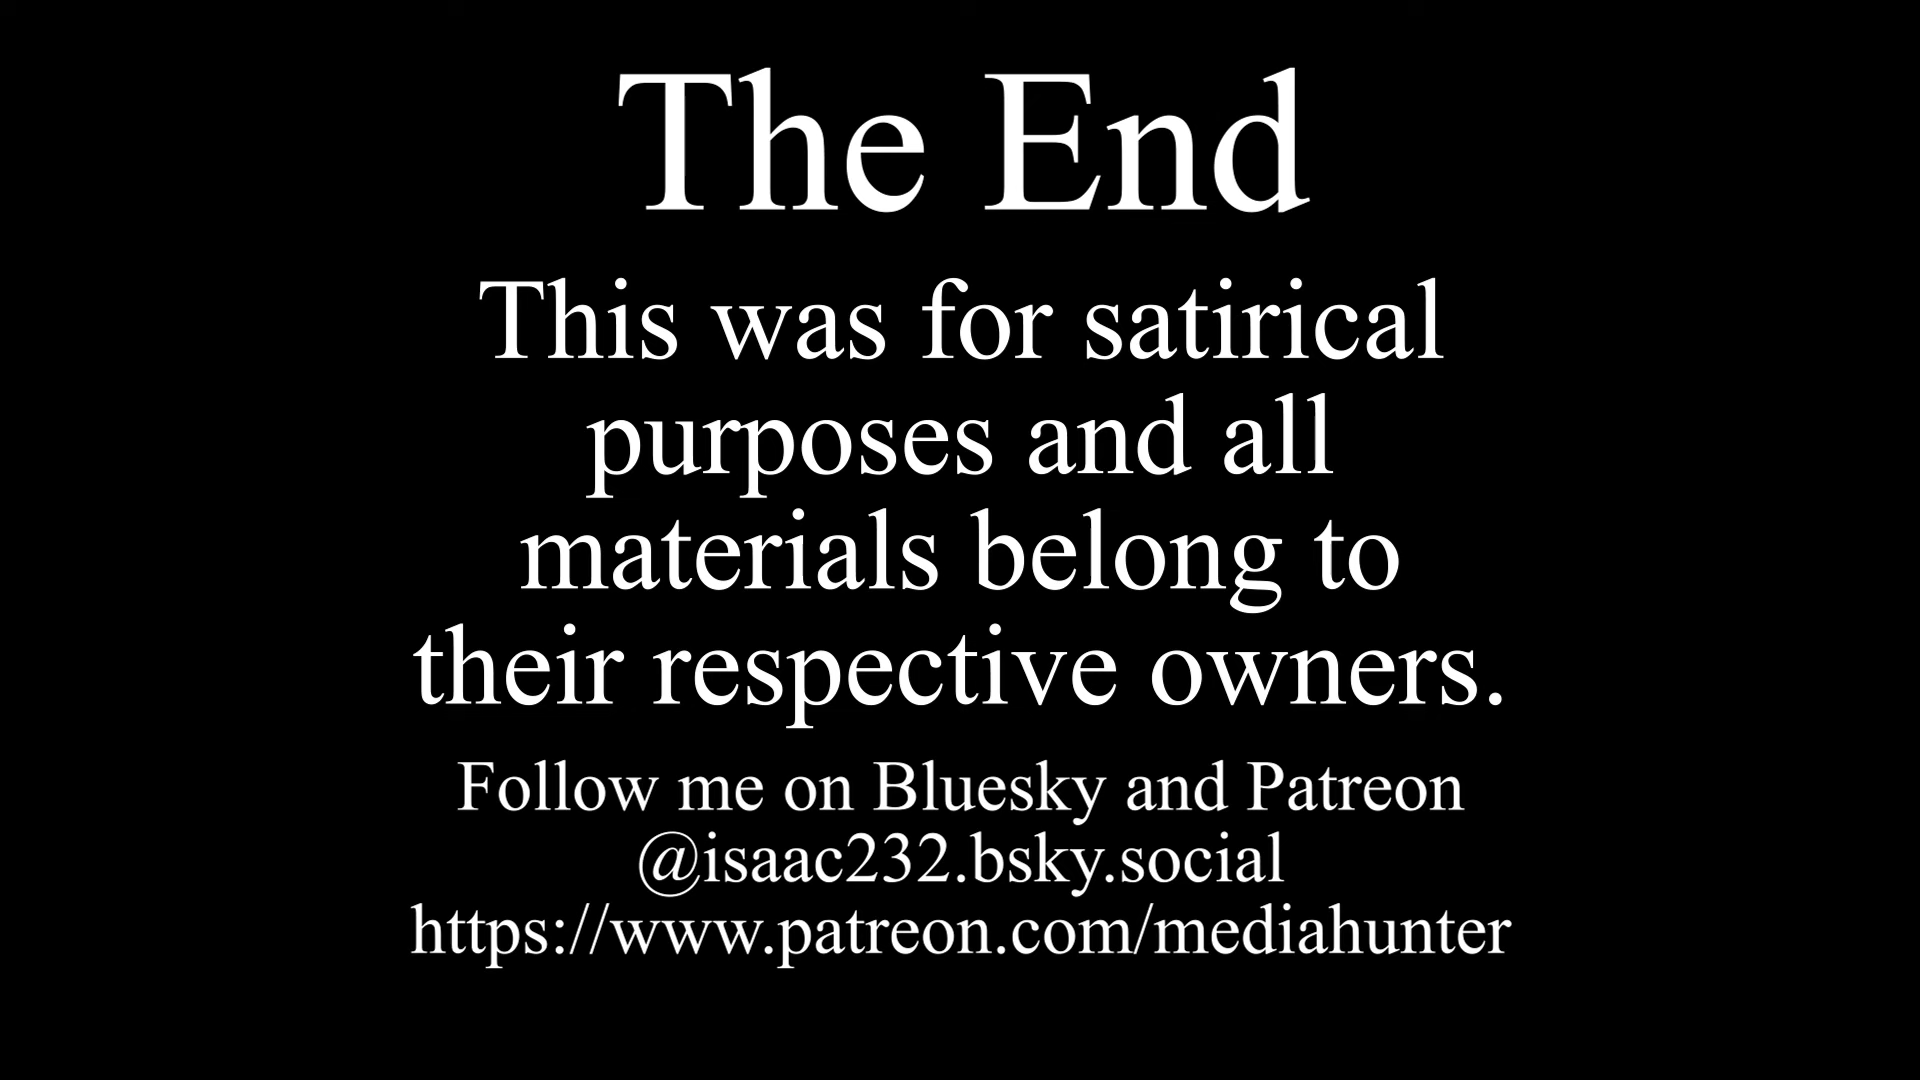 The End
This was for satirical
purposes and all
materials belong to
their respective owners.
Follow me on Bluesky and Patreon
@isaac232.bsky.social
https://www.patreon.com/mediahunter